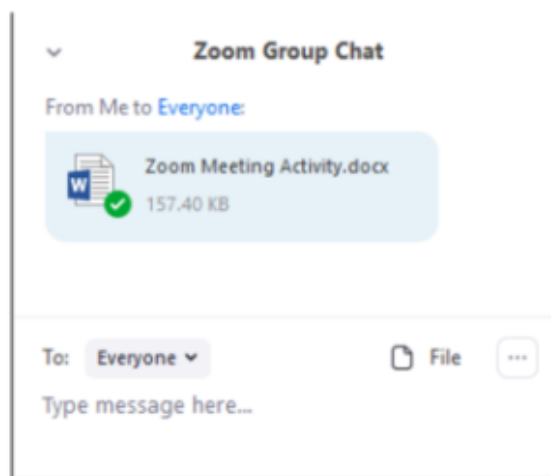 Zoom Group Chat
From Me to Everyone:
Zoom Meeting Activity.docx
W
157.40 KB
To: Everyone File ...
Type message here...